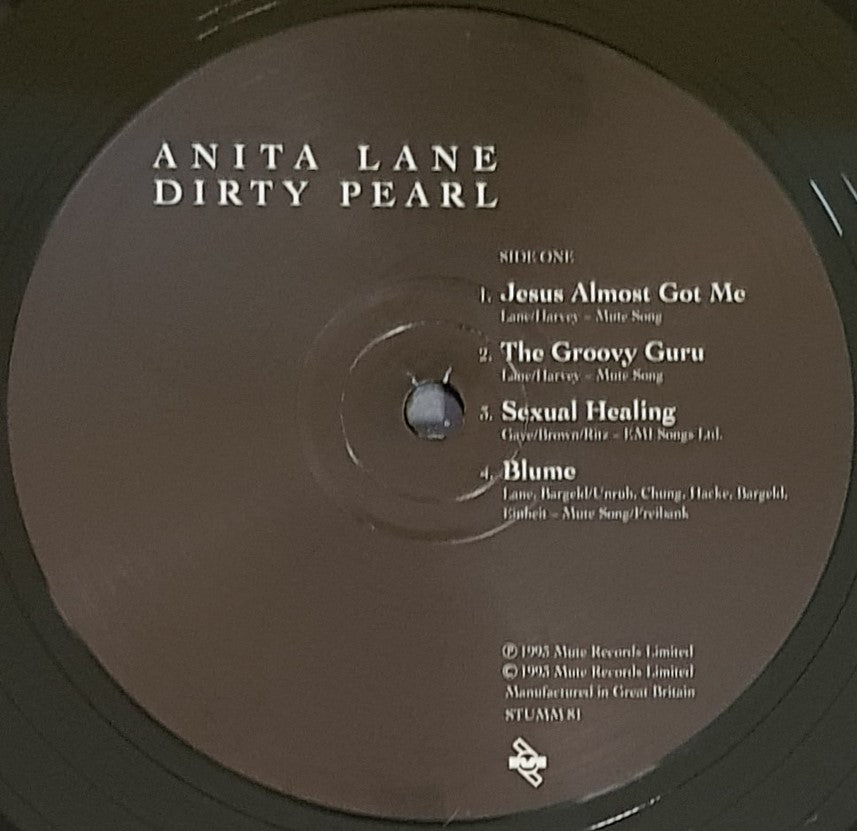 ANITA LANE
DIRTY PEARL
SIDE ONE
1. Jesus Almost Got Me
Lane/Harvey – Mute Song
2. The Groovy Guru
Lane/Harvey – Mute Song
3. Sexual Healing
Gaye/Brown/Ritz – EMI Songs Ltd.
4. Blume
Lane, Bargeld/Unruh, Chung, Hacke, Bargeld,
Einheit – Mute Song/Freibank
℗ 1993 Mute Records Limited
© 1993 Mute Records Limited
Manufactured in Great Britain
STUMM 81